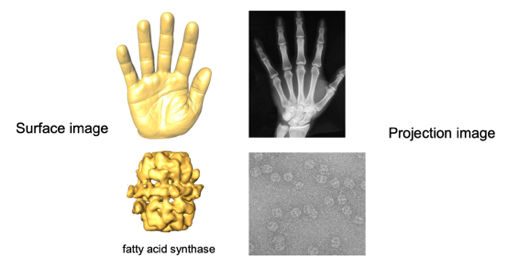 Surface image
Projection image
fatty acid synthase